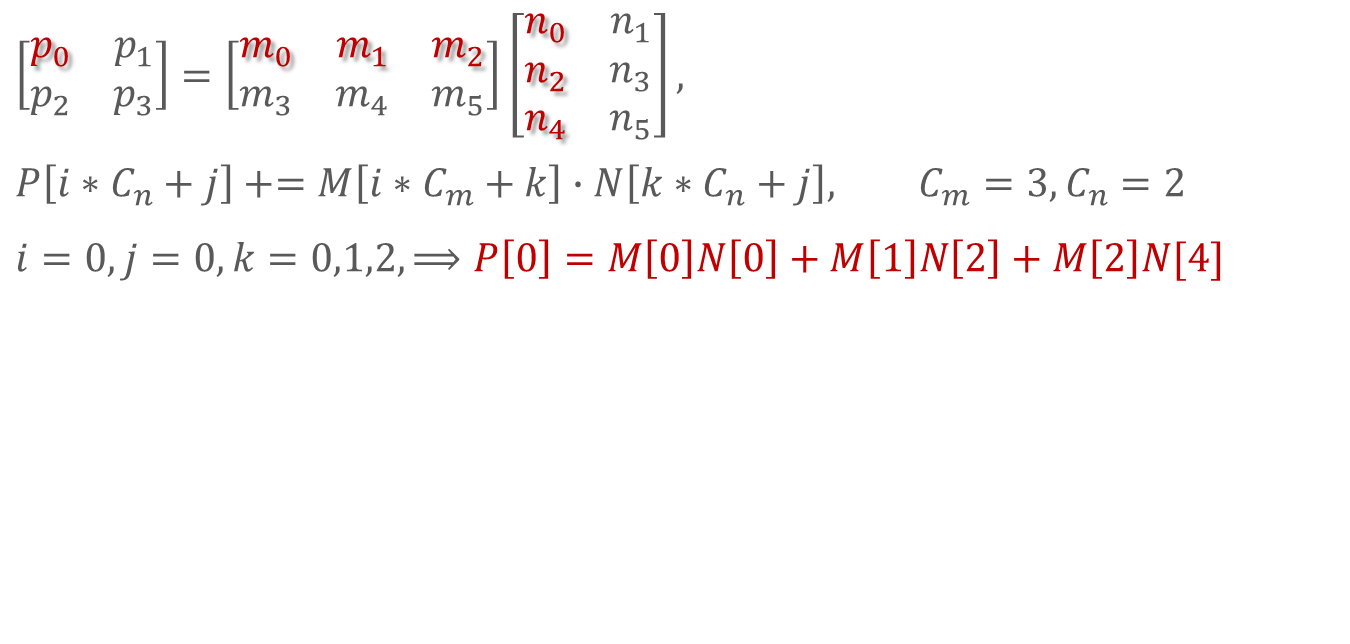 [p₀ p₁ p₂ p₃] = [m₀ m₁ m₂ m₃ m₄ m₅] [n₀ n₁ n₂ n₃ n₄ n₅],
P[i ∗ Cₙ + j] += M[i ∗ Cₘ + k] · N[k ∗ Cₙ + j], Cₘ = 3, Cₙ = 2
i = 0, j = 0, k = 0,1,2, ⟹ P[0] = M[0]N[0] + M[1]N[2] + M[2]N[4]